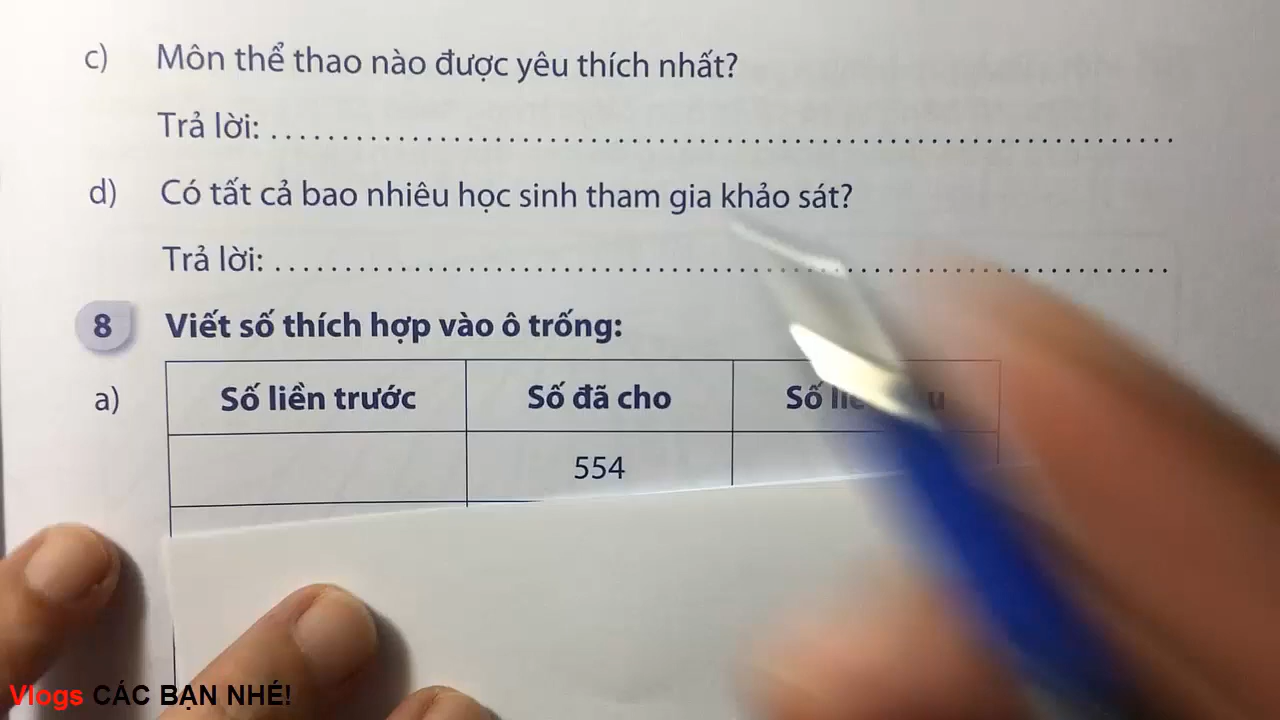 c) Môn thể thao nào được yêu thích nhất?
Trả lời: ........................................................................
d) Có tất cả bao nhiêu học sinh tham gia khảo sát?
Trả lời: ........................................................................
8 Viết số thích hợp vào ô trống:
a) Số liền trước Số đã cho Số
554
Vlogs CÁC BẠN NHÉ!